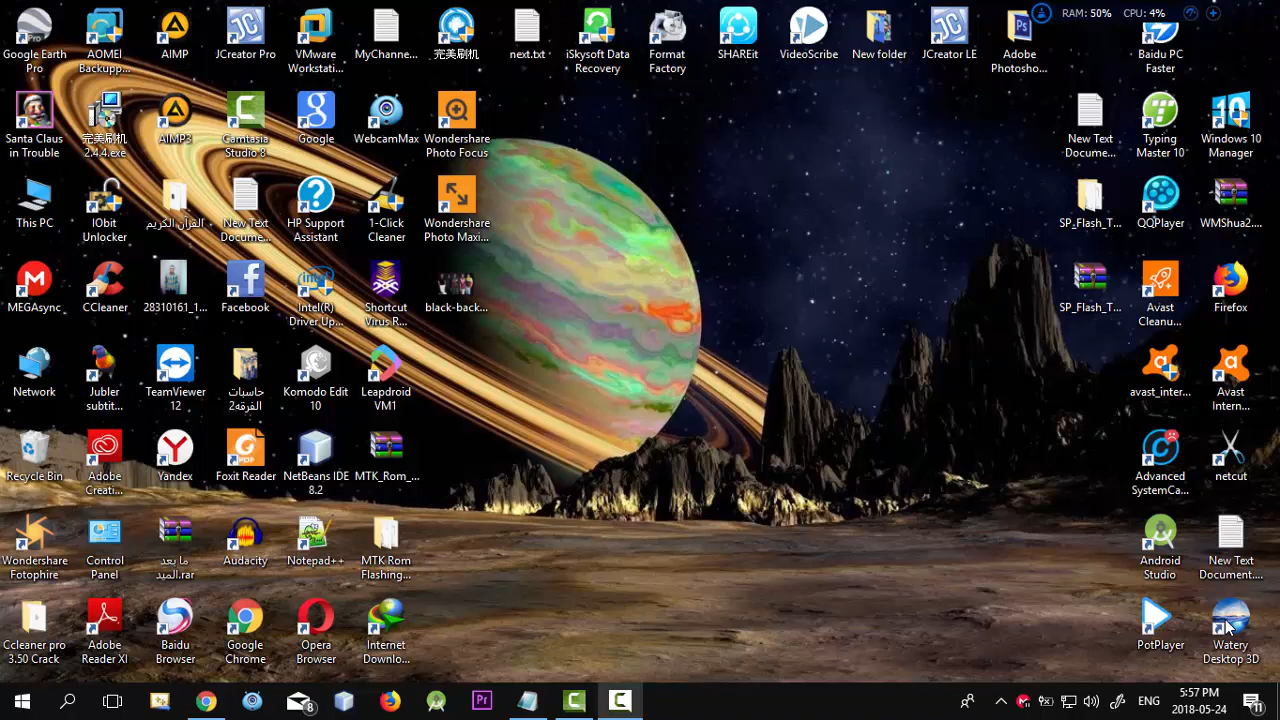 Google Earth
Pro
AOMEI
Backupp...
AIMP
JCreator Pro
VMware
Workstati...
MyChanne...
完美刷机
next.txt
iSkysoft Data
Recovery
Format
Factory
SHAREit
VideoScribe
New folder
JCreator LE
Adobe
Photosho...
RAM: 50%
CPU: 4%
Baidu PC
Faster
Santa Claus
in Trouble
完美刷机
2.4.4.exe
AIMP3
Camtasia
Studio 8
Google
WebcamMax
Wondershare
Photo Focus
New Text
Docume...
Typing
Master 10
Windows 10
Manager
This PC
IObit
Unlocker
القرآن الكريم
New Text
Docume...
HP Support
Assistant
1-Click
Cleaner
Wondershare
Photo Maxi...
SP_Flash_T...
QQPlayer
WMShua2....
MEGAsync
CCleaner
28310161_1...
Facebook
Intel(R)
Driver Up...
Shortcut
Virus R...
black-back...
SP_Flash_T...
Avast
Cleanu...
Firefox
Network
Jubler
subtit...
TeamViewer
12
حاسبات
الفرقه2
Komodo Edit
10
Leapdroid
VM1
avast_inter...
Avast
Intern...
Recycle Bin
Adobe
Creati...
Yandex
Foxit Reader
NetBeans IDE
8.2
MTK_Rom_...
Advanced
SystemCa...
netcut
Wondershare
Fotophire
Control
Panel
ما بعد
الميد.rar
Audacity
Notepad++
MTK Rom
Flashing...
Android
Studio
New Text
Document....
Ccleaner pro
3.50 Crack
Adobe
Reader XI
Baidu
Browser
Google
Chrome
Opera
Browser
Internet
Downlo...
PotPlayer
Watery
Desktop 3D
8
Pr
ENG
5:57 PM
2018-05-24
11